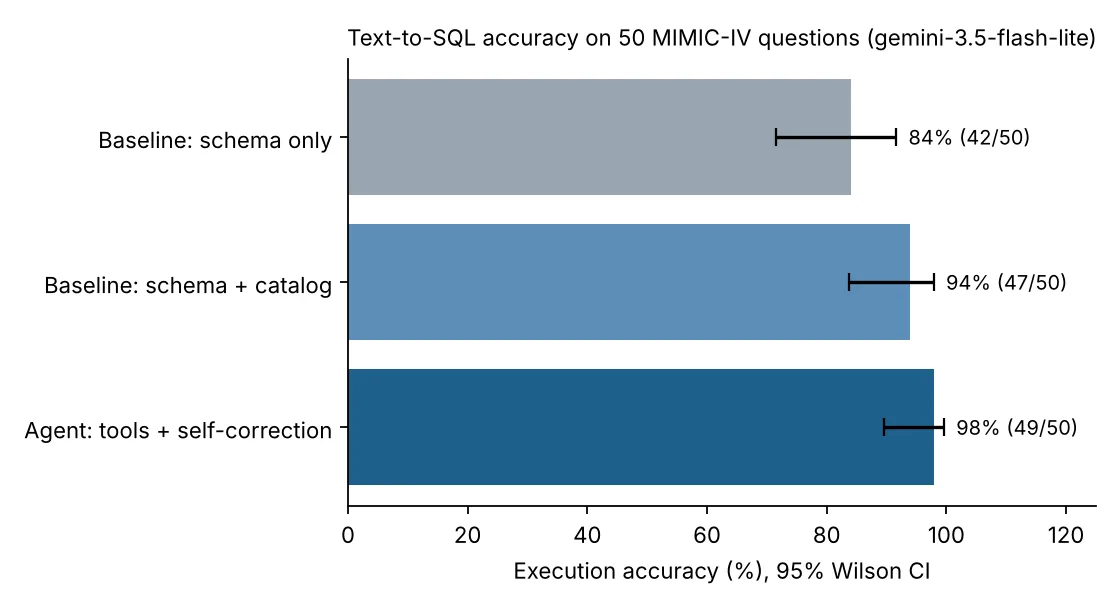 Text-to-SQL accuracy on 50 MIMIC-IV questions (gemini-3.5-flash-lite)
Baseline: schema only
84% (42/50)
Baseline: schema + catalog
94% (47/50)
Agent: tools + self-correction
98% (49/50)
0 20 40 60 80 100 120
Execution accuracy (%), 95% Wilson CI